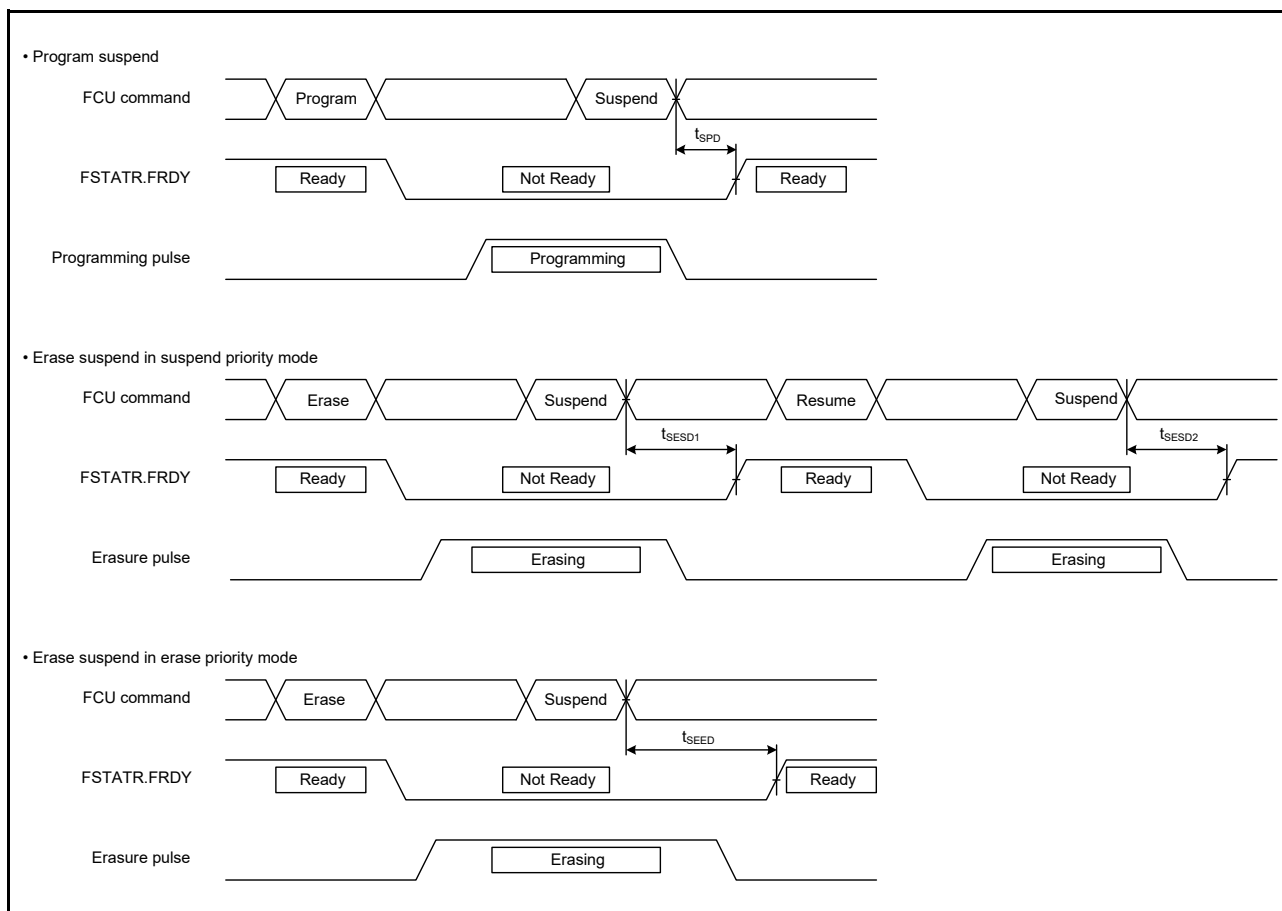 • Program suspend
FCU command Program Suspend
tSPD
FSTATR.FRDY Ready Not Ready Ready
Programming pulse Programming
• Erase suspend in suspend priority mode
FCU command Erase Suspend Resume Suspend
tSESD1 tSESD2
FSTATR.FRDY Ready Not Ready Ready Not Ready
Erasure pulse Erasing Erasing
• Erase suspend in erase priority mode
FCU command Erase Suspend
tSEED
FSTATR.FRDY Ready Not Ready Ready
Erasure pulse Erasing